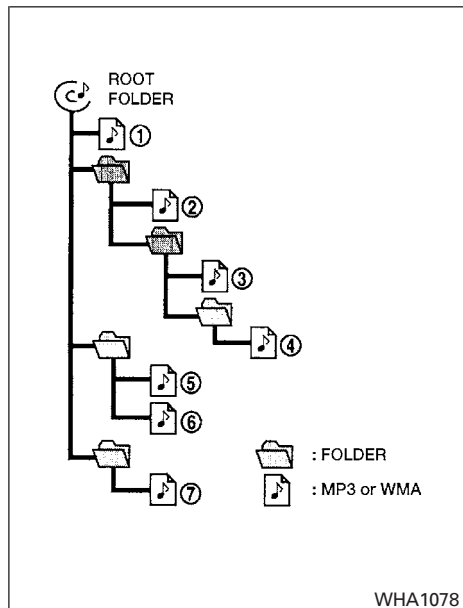 ROOT
FOLDER
①
②
③
④
⑤
⑥
⑦
: FOLDER
: MP3 or WMA
WHA1078